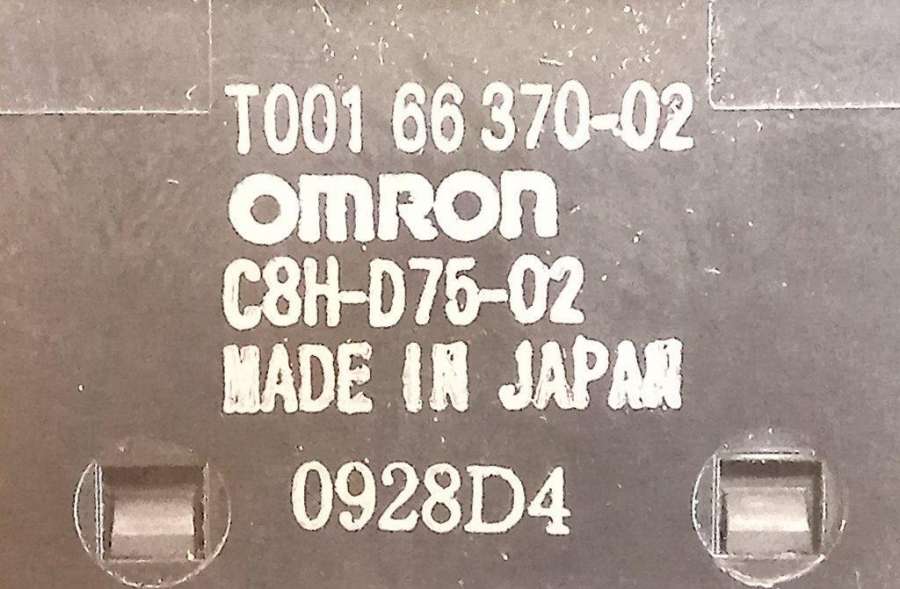 T001 66 370-02
omron
C8H-D75-02
MADE IN JAPAN
0928D4